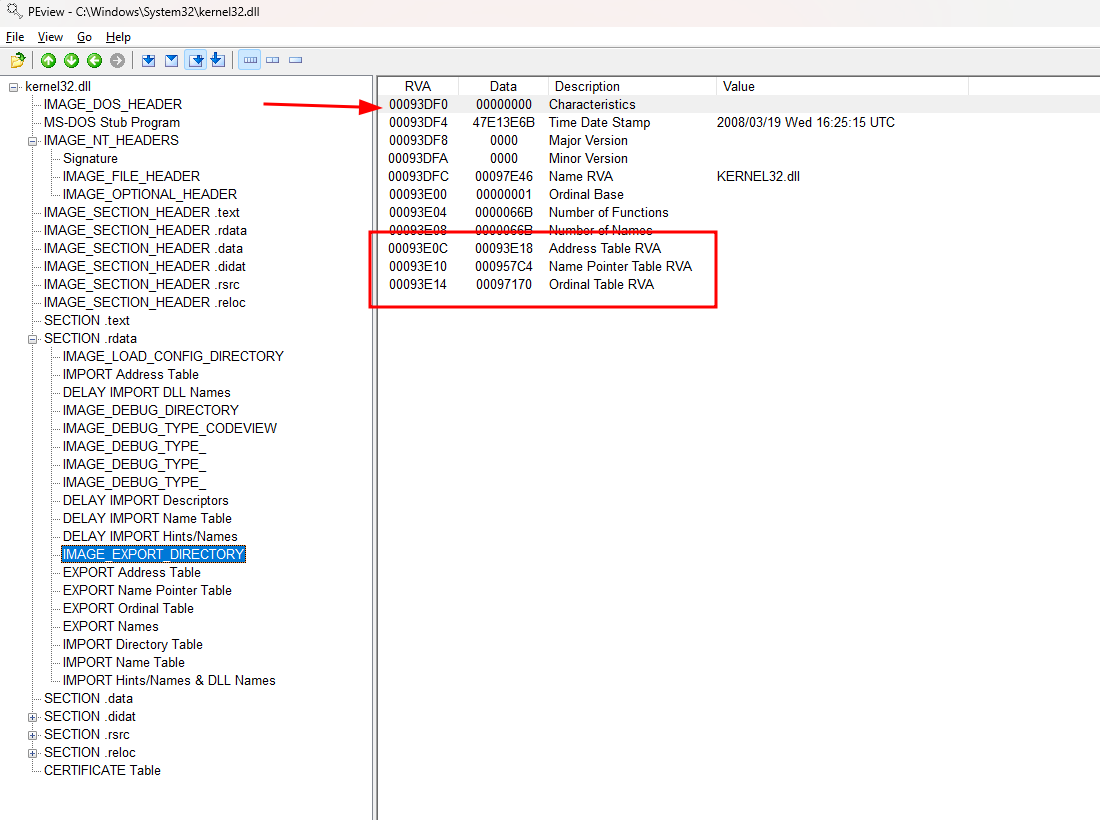 PEview - C:\Windows\System32\kernel32.dll
File View Go Help
kernel32.dll
IMAGE_DOS_HEADER
MS-DOS Stub Program
IMAGE_NT_HEADERS
Signature
IMAGE_FILE_HEADER
IMAGE_OPTIONAL_HEADER
IMAGE_SECTION_HEADER .text
IMAGE_SECTION_HEADER .rdata
IMAGE_SECTION_HEADER .data
IMAGE_SECTION_HEADER .didat
IMAGE_SECTION_HEADER .rsrc
IMAGE_SECTION_HEADER .reloc
SECTION .text
SECTION .rdata
IMAGE_LOAD_CONFIG_DIRECTORY
IMPORT Address Table
DELAY IMPORT DLL Names
IMAGE_DEBUG_DIRECTORY
IMAGE_DEBUG_TYPE_CODEVIEW
IMAGE_DEBUG_TYPE_
IMAGE_DEBUG_TYPE_
IMAGE_DEBUG_TYPE_
DELAY IMPORT Descriptors
DELAY IMPORT Name Table
DELAY IMPORT Hints/Names
IMAGE_EXPORT_DIRECTORY
EXPORT Address Table
EXPORT Name Pointer Table
EXPORT Ordinal Table
EXPORT Names
IMPORT Directory Table
IMPORT Name Table
IMPORT Hints/Names & DLL Names
SECTION .data
SECTION .didat
SECTION .rsrc
SECTION .reloc
CERTIFICATE Table
RVA Data Description Value
00093DF0 00000000 Characteristics
00093DF4 47E13E6B Time Date Stamp 2008/03/19 Wed 16:25:15 UTC
00093DF8 0000 Major Version
00093DFA 0000 Minor Version
00093DFC 00097E46 Name RVA KERNEL32.dll
00093E00 00000001 Ordinal Base
00093E04 0000066B Number of Functions
00093E08 0000066B Number of Names
00093E0C 00093E18 Address Table RVA
00093E10 000957C4 Name Pointer Table RVA
00093E14 00097170 Ordinal Table RVA